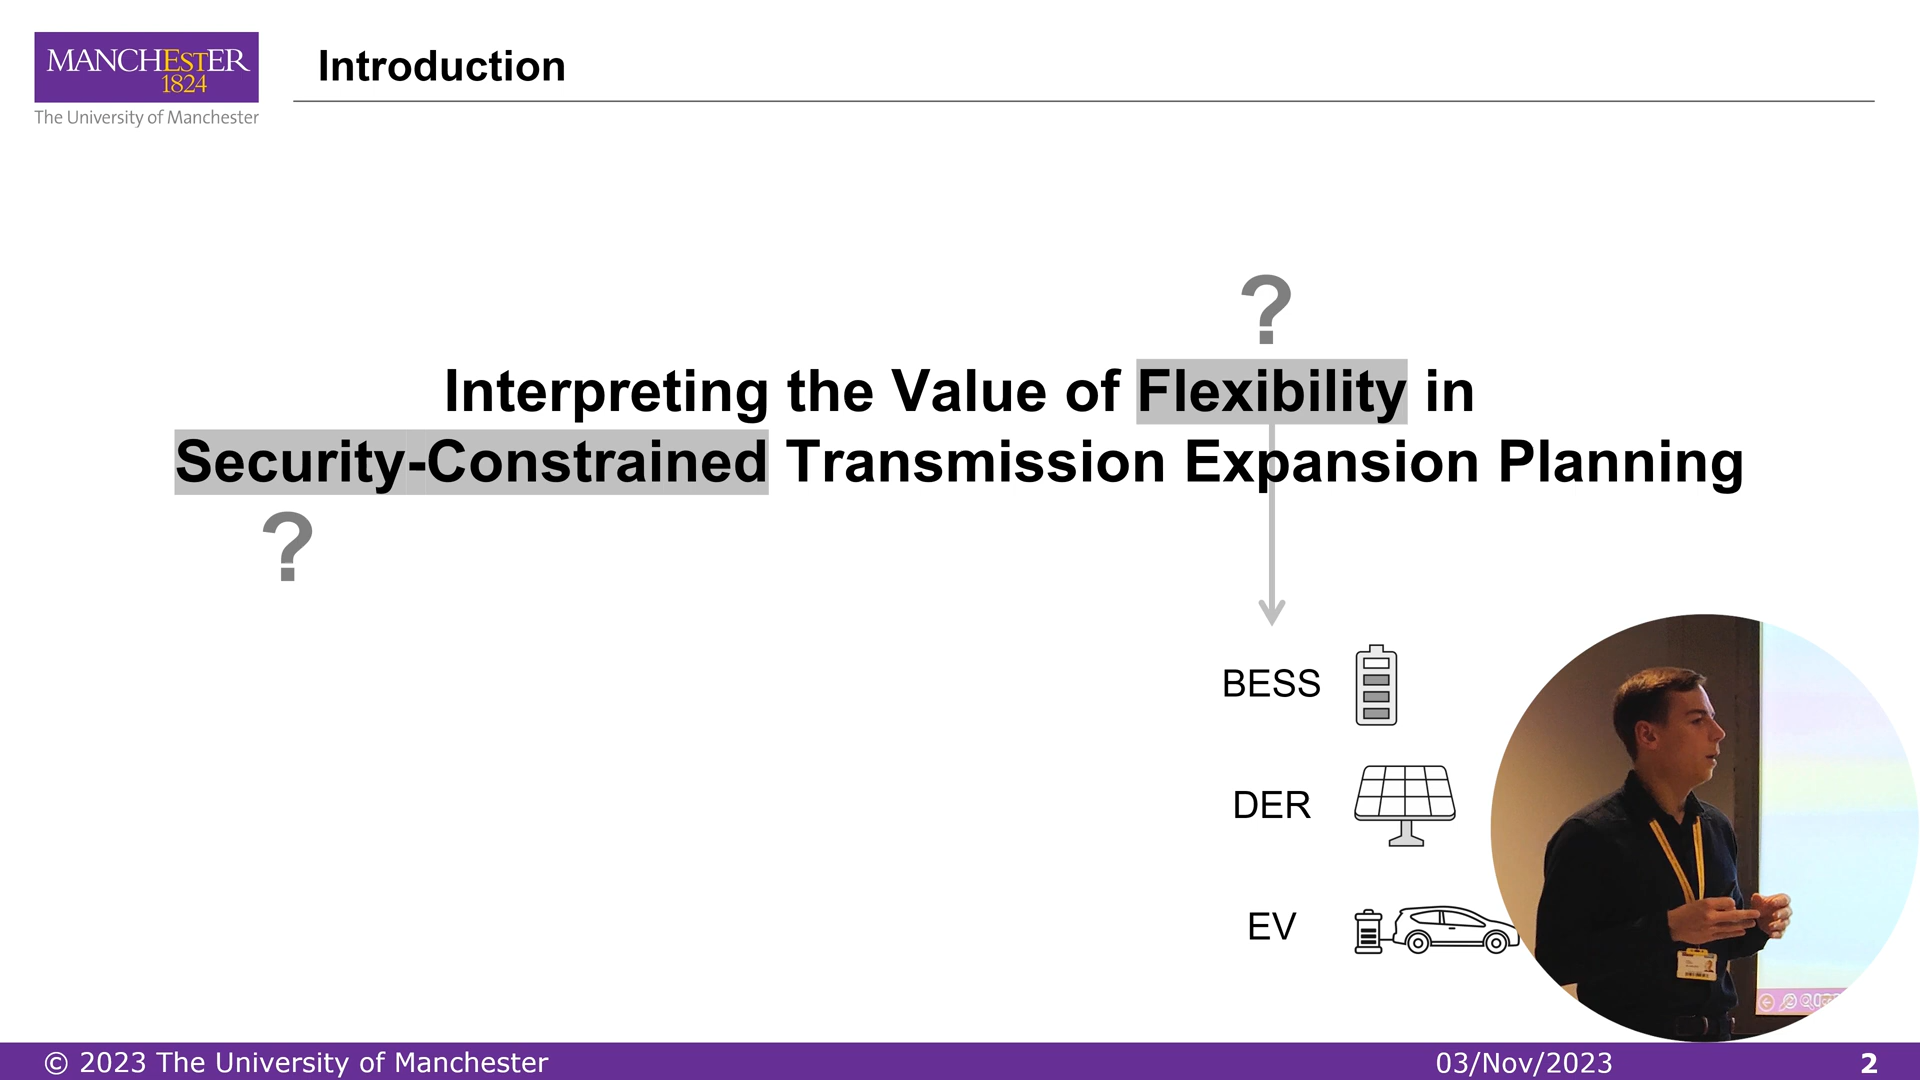 MANCHESTER
1824
The University of Manchester
Introduction
?
Interpreting the Value of Flexibility in
Security-Constrained Transmission Expansion Planning
?
BESS
DER
EV
© 2023 The University of Manchester
03/Nov/2023
2